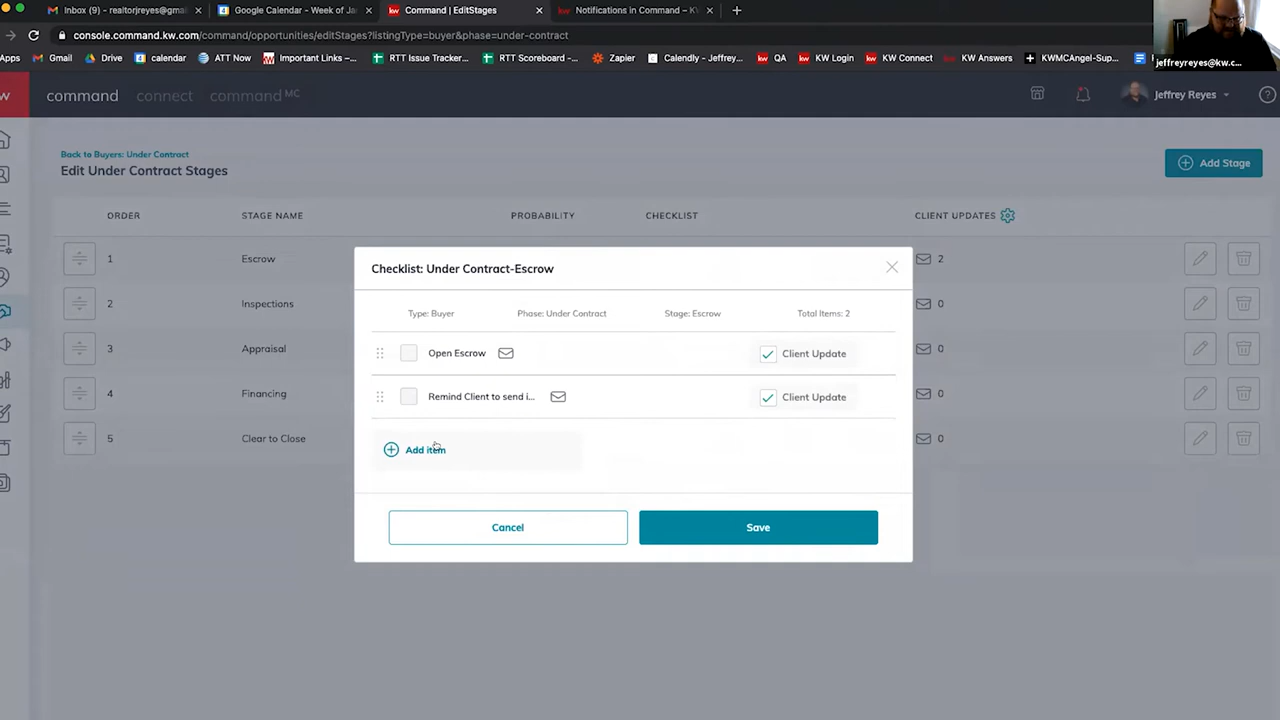 Inbox (9) - realtorjreyes@gmai
Google Calendar - Week of Ja
Command | EditStages
Notifications in Command – KW
console.command.kw.com/command/opportunities/editStages?listingType=buyer&phase=under-contract
Apps
Gmail
Drive
calendar
ATT Now
Important Links –...
RTT Issue Tracker...
RTT Scoreboard -...
Zapier
Calendly - Jeffrey...
QA
KW Login
KW Connect
KW Answers
KWMCAngel-Sup...
jeffreyreyes@kw.c...
kw
command
connect
command MC
Jeffrey Reyes
Back to Buyers: Under Contract
Edit Under Contract Stages
Add Stage
ORDER STAGE NAME PROBABILITY CHECKLIST CLIENT UPDATES
1 Escrow 2
2 Inspections 0
3 Appraisal 0
4 Financing 0
5 Clear to Close 0
Checklist: Under Contract-Escrow
Type: Buyer Phase: Under Contract Stage: Escrow Total Items: 2
Open Escrow Client Update
Remind Client to send i... Client Update
Add item
Cancel Save